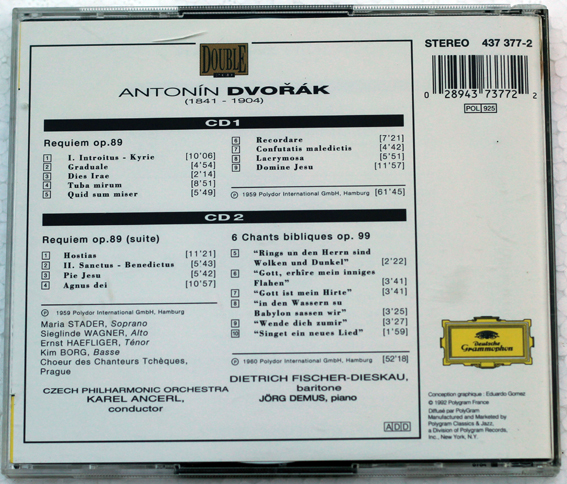 DOUBLE
STEREO 437 377-2
0 28943 73772 2
POL 925
ANTONÍN DVOŘÁK
(1841 - 1904)
CD 1
Requiem op.89
1 I. Introitus - Kyrie [10'06]
2 Graduale [4'54]
3 Dies Irae [2'14]
4 Tuba mirum [8'51]
5 Quid sum miser [5'49]
6 Recordare [7'21]
7 Confutatis maledictis [4'42]
8 Lacrymosa [5'51]
9 Domine Jesu [11'57]
Ⓟ 1959 Polydor International GmbH, Hamburg [61'45]
CD 2
Requiem op.89 (suite)
1 Hostias [11'21]
2 II. Sanctus - Benedictus [5'43]
3 Pie Jesu [5'42]
4 Agnus dei [10'57]
Ⓟ 1959 Polydor International GmbH, Hamburg
Maria STADER, Soprano
Sieglinde WAGNER, Alto
Ernst HAEFLIGER, Ténor
Kim BORG, Basse
Choeur des Chanteurs Tchèques,
Prague
CZECH PHILHARMONIC ORCHESTRA
KAREL ANCERL,
conductor
6 Chants bibliques op. 99
5 "Rings un den Herrn sind
Wolken und Dunkel" [2'22]
6 "Gott, erhîre mein inniges
Flahen" [3'41]
7 "Gott ist mein Hirte" [3'41]
8 "in den Wassern su
Babylon sassen wir" [3'25]
9 "Wende dich zumir" [3'27]
10 "Singet ein neues Lied" [1'59]
Ⓟ 1960 Polydor International GmbH, Hamburg [52'18]
DIETRICH FISCHER-DIESKAU,
baritone
JÖRG DEMUS, piano
ADD
Deutsche
Grammophon
Conception graphique : Eduardo Gomez
© 1992 Polygram France
Diffusé par PolyGram
Manufactured and Marketed by
Polygram Classics & Jazz,
a Division of Polygram Records,
Inc., New York, N.Y.